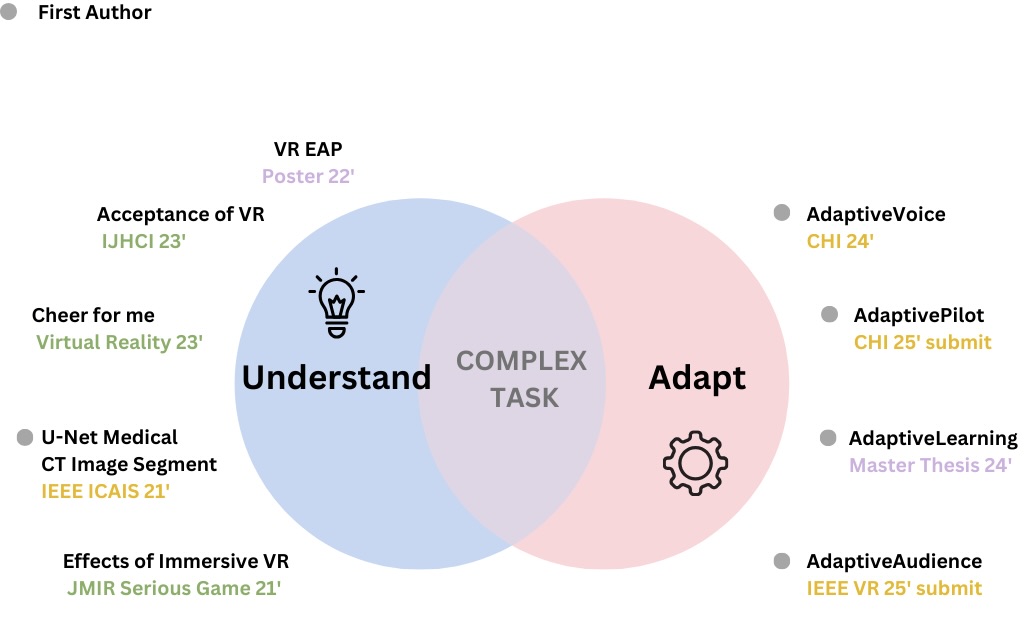 First Author
VR EAP
Poster 22'
Acceptance of VR
IJHCI 23'
Cheer for me
Virtual Reality 23'
U-Net Medical
CT Image Segment
IEEE ICAIS 21'
Effects of Immersive VR
JMIR Serious Game 21'
Understand
COMPLEX
TASK
Adapt
AdaptiveVoice
CHI 24'
AdaptivePilot
CHI 25' submit
AdaptiveLearning
Master Thesis 24'
AdaptiveAudience
IEEE VR 25' submit